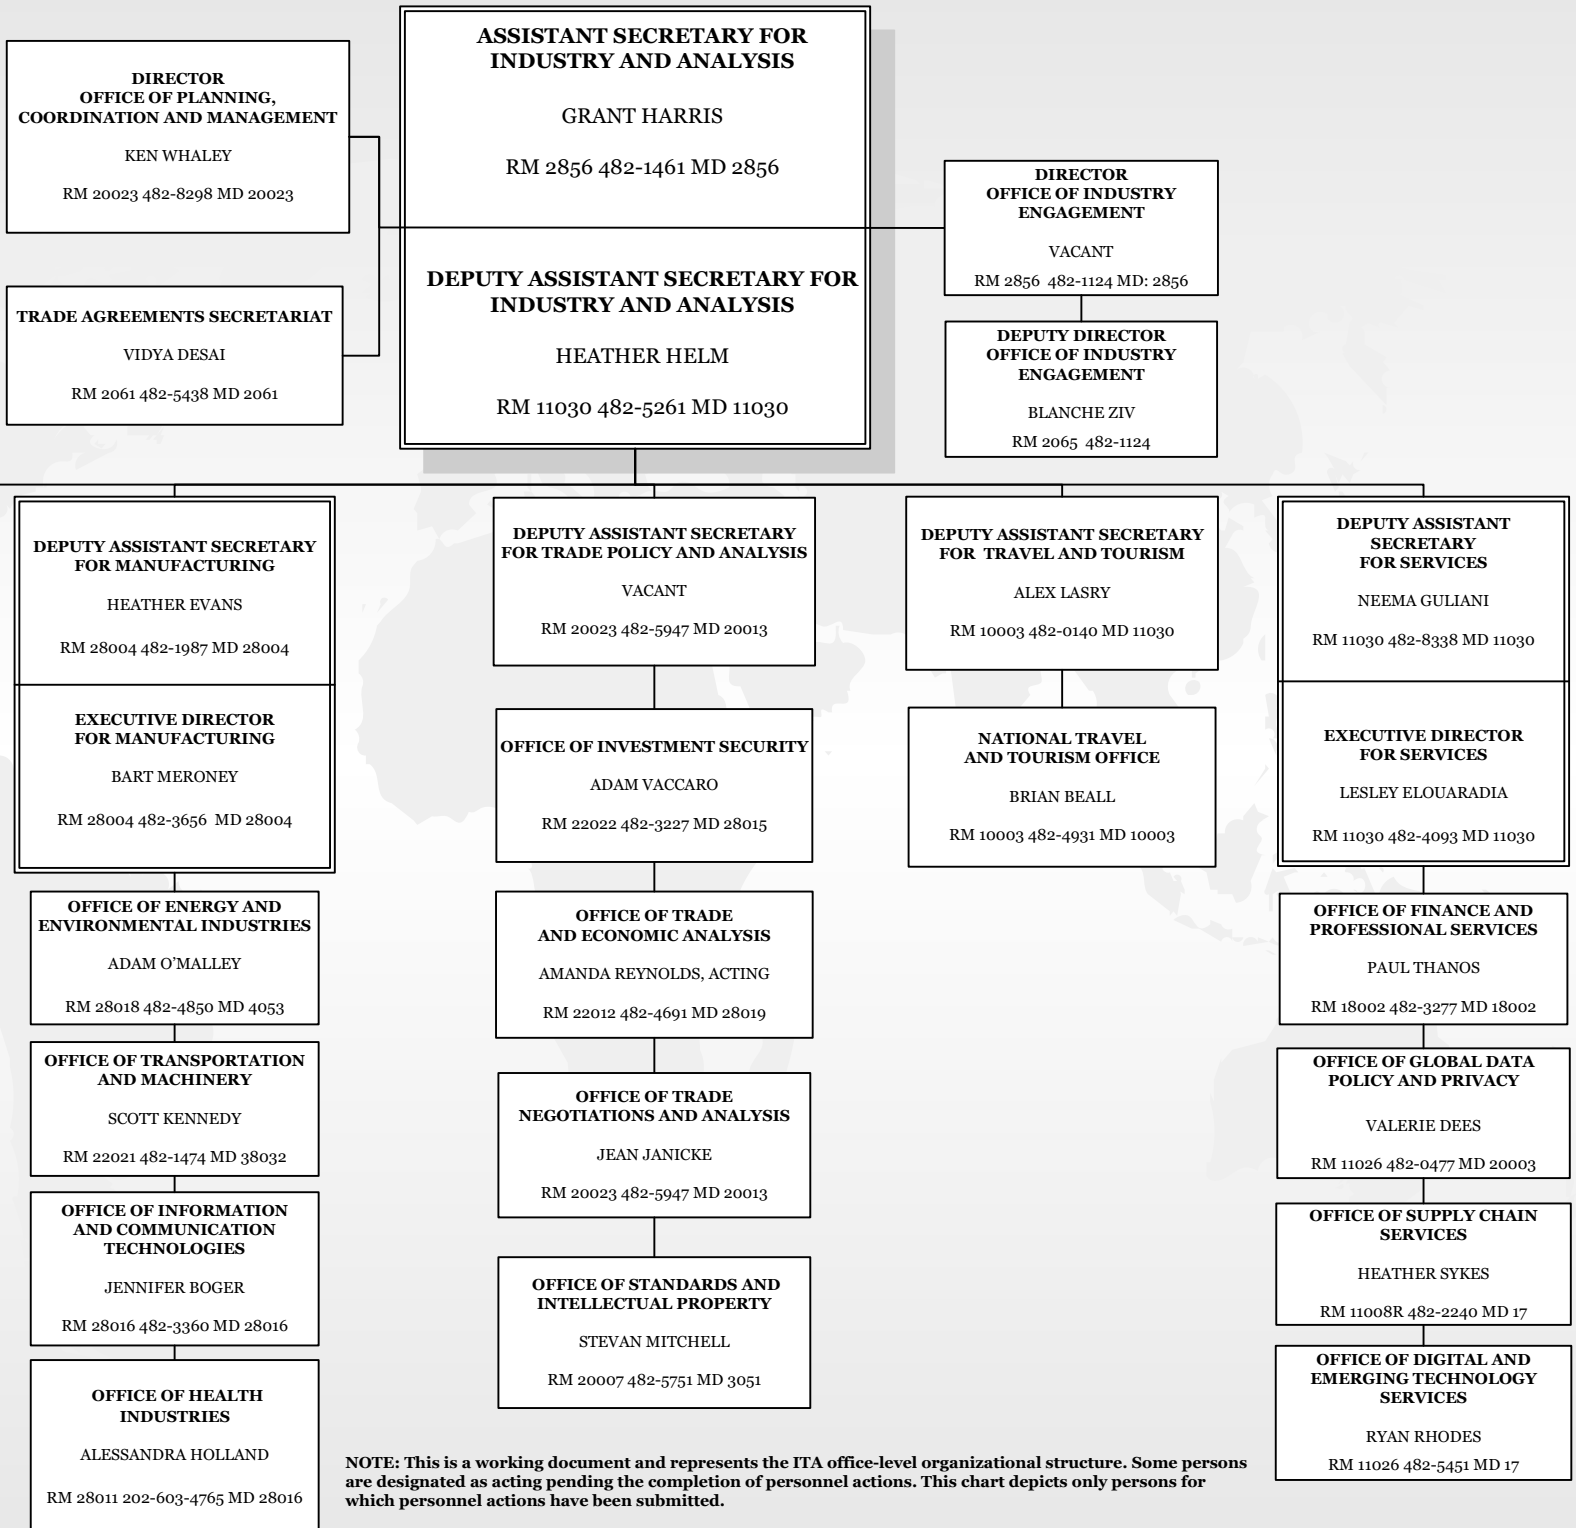 ASSISTANT SECRETARY FOR
INDUSTRY AND ANALYSIS
GRANT HARRIS
RM 2856 482-1461 MD 2856
DEPUTY ASSISTANT SECRETARY FOR
INDUSTRY AND ANALYSIS
HEATHER HELM
RM 11030 482-5261 MD 11030
DIRECTOR
OFFICE OF PLANNING,
COORDINATION AND MANAGEMENT
KEN WHALEY
RM 20023 482-8298 MD 20023
TRADE AGREEMENTS SECRETARIAT
VIDYA DESAI
RM 2061 482-5438 MD 2061
DIRECTOR
OFFICE OF INDUSTRY
ENGAGEMENT
VACANT
RM 2856 482-1124 MD: 2856
DEPUTY DIRECTOR
OFFICE OF INDUSTRY
ENGAGEMENT
BLANCHE ZIV
RM 2065 482-1124
DEPUTY ASSISTANT SECRETARY
FOR MANUFACTURING
HEATHER EVANS
RM 28004 482-1987 MD 28004
EXECUTIVE DIRECTOR
FOR MANUFACTURING
BART MERONEY
RM 28004 482-3656 MD 28004
OFFICE OF ENERGY AND
ENVIRONMENTAL INDUSTRIES
ADAM O’MALLEY
RM 28018 482-4850 MD 4053
OFFICE OF TRANSPORTATION
AND MACHINERY
SCOTT KENNEDY
RM 22021 482-1474 MD 38032
OFFICE OF INFORMATION
AND COMMUNICATION
TECHNOLOGIES
JENNIFER BOGER
RM 28016 482-3360 MD 28016
OFFICE OF HEALTH
INDUSTRIES
ALESSANDRA HOLLAND
RM 28011 202-603-4765 MD 28016
DEPUTY ASSISTANT SECRETARY
FOR TRADE POLICY AND ANALYSIS
VACANT
RM 20023 482-5947 MD 20013
OFFICE OF INVESTMENT SECURITY
ADAM VACCARO
RM 22022 482-3227 MD 28015
OFFICE OF TRADE
AND ECONOMIC ANALYSIS
AMANDA REYNOLDS, ACTING
RM 22012 482-4691 MD 28019
OFFICE OF TRADE
NEGOTIATIONS AND ANALYSIS
JEAN JANICKE
RM 20023 482-5947 MD 20013
OFFICE OF STANDARDS AND
INTELLECTUAL PROPERTY
STEVAN MITCHELL
RM 20007 482-5751 MD 3051
DEPUTY ASSISTANT SECRETARY
FOR TRAVEL AND TOURISM
ALEX LASRY
RM 10003 482-0140 MD 11030
NATIONAL TRAVEL
AND TOURISM OFFICE
BRIAN BEALL
RM 10003 482-4931 MD 10003
DEPUTY ASSISTANT
SECRETARY
FOR SERVICES
NEEMA GULIANI
RM 11030 482-8338 MD 11030
EXECUTIVE DIRECTOR
FOR SERVICES
LESLEY ELOUARADIA
RM 11030 482-4093 MD 11030
OFFICE OF FINANCE AND
PROFESSIONAL SERVICES
PAUL THANOS
RM 18002 482-3277 MD 18002
OFFICE OF GLOBAL DATA
POLICY AND PRIVACY
VALERIE DEES
RM 11026 482-0477 MD 20003
OFFICE OF SUPPLY CHAIN
SERVICES
HEATHER SYKES
RM 11008R 482-2240 MD 17
OFFICE OF DIGITAL AND
EMERGING TECHNOLOGY
SERVICES
RYAN RHODES
RM 11026 482-5451 MD 17
NOTE: This is a working document and represents the ITA office-level organizational structure. Some persons
are designated as acting pending the completion of personnel actions. This chart depicts only persons for
which personnel actions have been submitted.